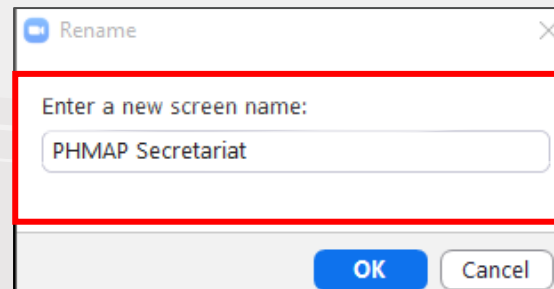 Rename
Enter a new screen name:
PHMAP Secretariat
OK
Cancel